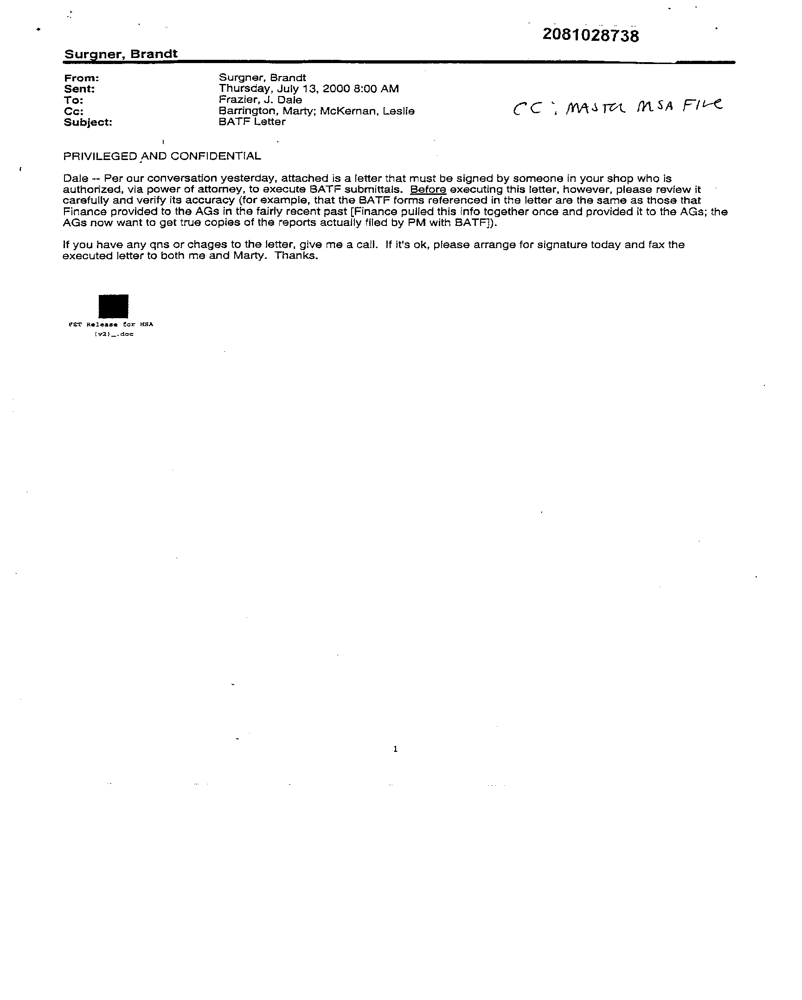 2081028738
Surgner, Brandt
From: Surgner, Brandt
Sent: Thursday, July 13, 2000 8:00 AM
To: Frazier, J. Dale
Cc: Barrington, Marty; McKernan, Leslie
Subject: BATF Letter
CC: MASTER MSA FILE
PRIVILEGED AND CONFIDENTIAL
Dale -- Per our conversation yesterday, attached is a letter that must be signed by someone in your shop who is
authorized, via power of attorney, to execute BATF submittals. Before executing this letter, however, please review it
carefully and verify its accuracy (for example, that the BATF forms referenced in the letter are the same as those that
Finance provided to the AGs in the fairly recent past [Finance pulled this info together once and provided it to the AGs; the
AGs now want to get true copies of the reports actually filed by PM with BATF]).
If you have any qns or chages to the letter, give me a call. If it's ok, please arrange for signature today and fax the
executed letter to both me and Marty. Thanks.
FET Release for MSA
(v2)_.doc
1